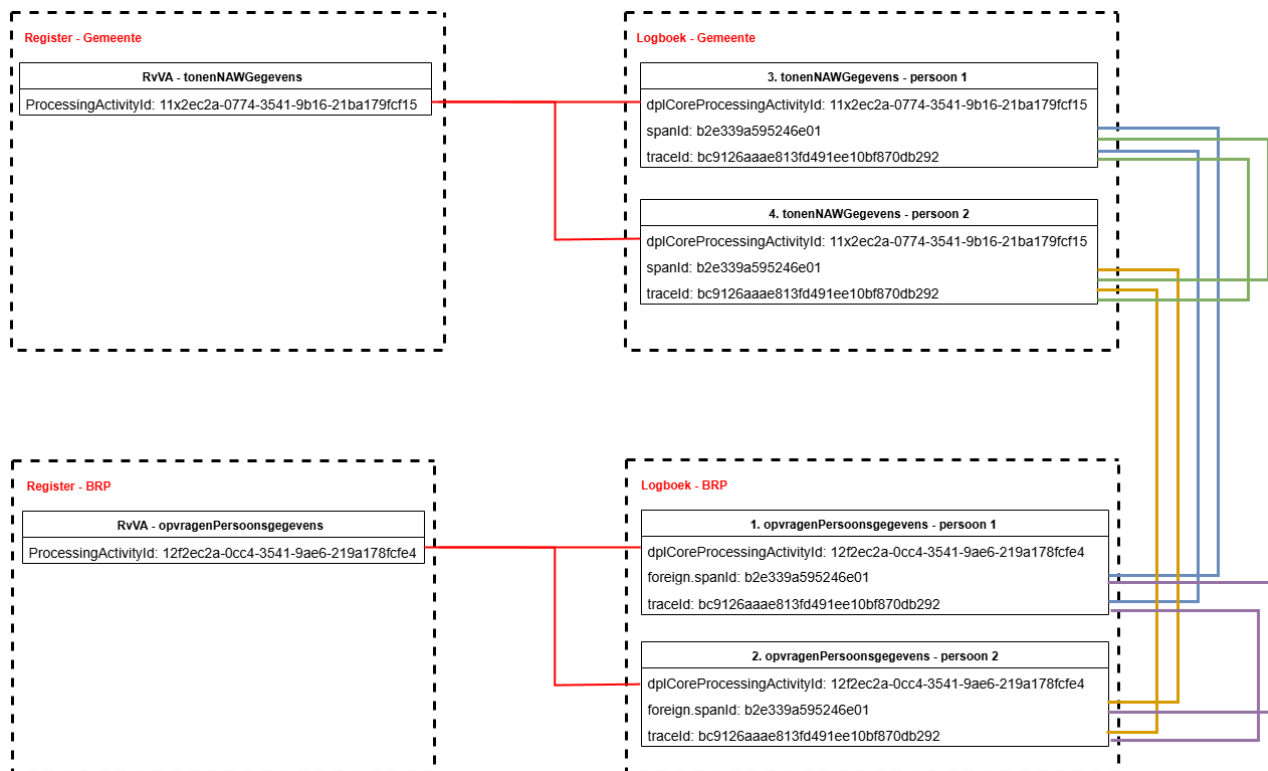 Register - Gemeente
RvVA - tonenNAWGegevens
ProcessingActivityId: 11x2ec2a-0774-3541-9b16-21ba179fcf15
Logboek - Gemeente
3. tonenNAWGegevens - persoon 1
dplCoreProcessingActivityId: 11x2ec2a-0774-3541-9b16-21ba179fcf15
spanId: b2e339a595246e01
traceId: bc9126aaae813fd491ee10bf870db292
4. tonenNAWGegevens - persoon 2
dplCoreProcessingActivityId: 11x2ec2a-0774-3541-9b16-21ba179fcf15
spanId: b2e339a595246e01
traceId: bc9126aaae813fd491ee10bf870db292
Register - BRP
RvVA - opvragenPersoonsgegevens
ProcessingActivityId: 12f2ec2a-0cc4-3541-9ae6-219a178fcfe4
Logboek - BRP
1. opvragenPersoonsgegevens - persoon 1
dplCoreProcessingActivityId: 12f2ec2a-0cc4-3541-9ae6-219a178fcfe4
foreign.spanId: b2e339a595246e01
traceId: bc9126aaae813fd491ee10bf870db292
2. opvragenPersoonsgegevens - persoon 2
dplCoreProcessingActivityId: 12f2ec2a-0cc4-3541-9ae6-219a178fcfe4
foreign.spanId: b2e339a595246e01
traceId: bc9126aaae813fd491ee10bf870db292